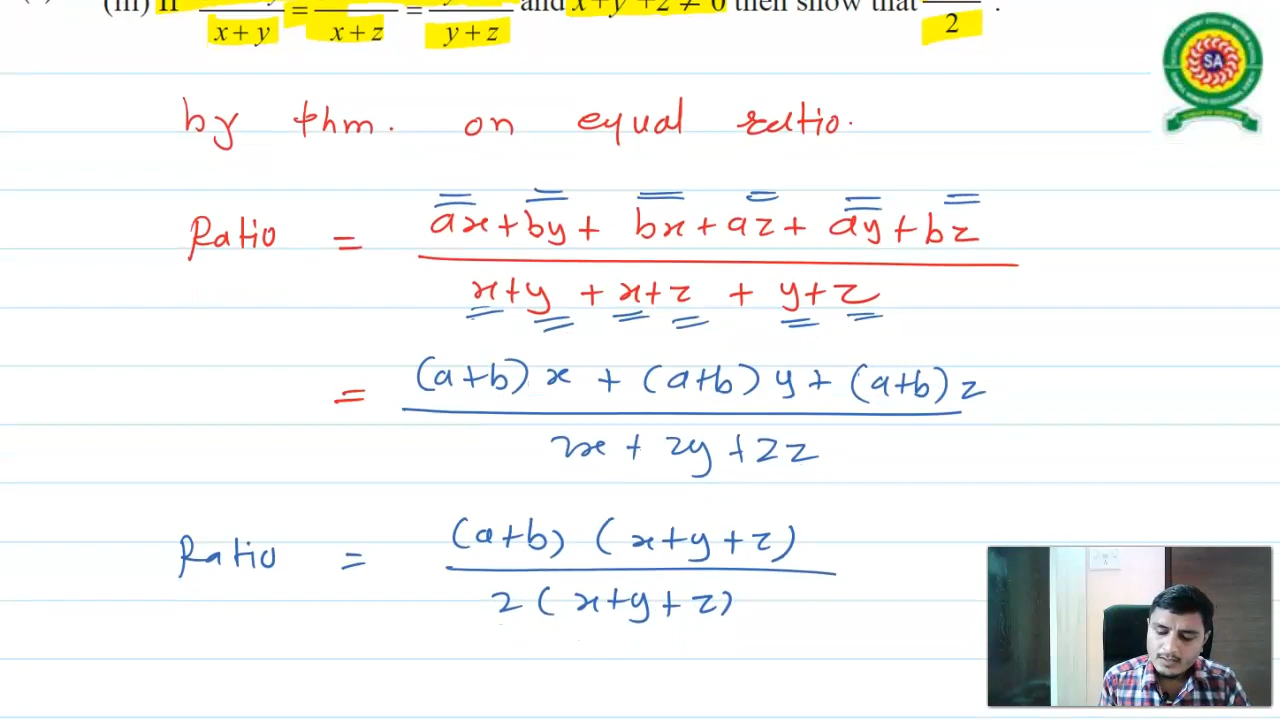 (iii) If = = and x+y+z ≠ 0 then show that .
x+y x+z y+z 2
by thm. on equal ratio.
Ratio = ax+by+ bx+az+ ay+bz
x+y + x+z + y+z
= (a+b) x + (a+b) y + (a+b) z
2x + 2y + 2z
Ratio = (a+b) (x+y+z)
2 (x+y+z)
SA